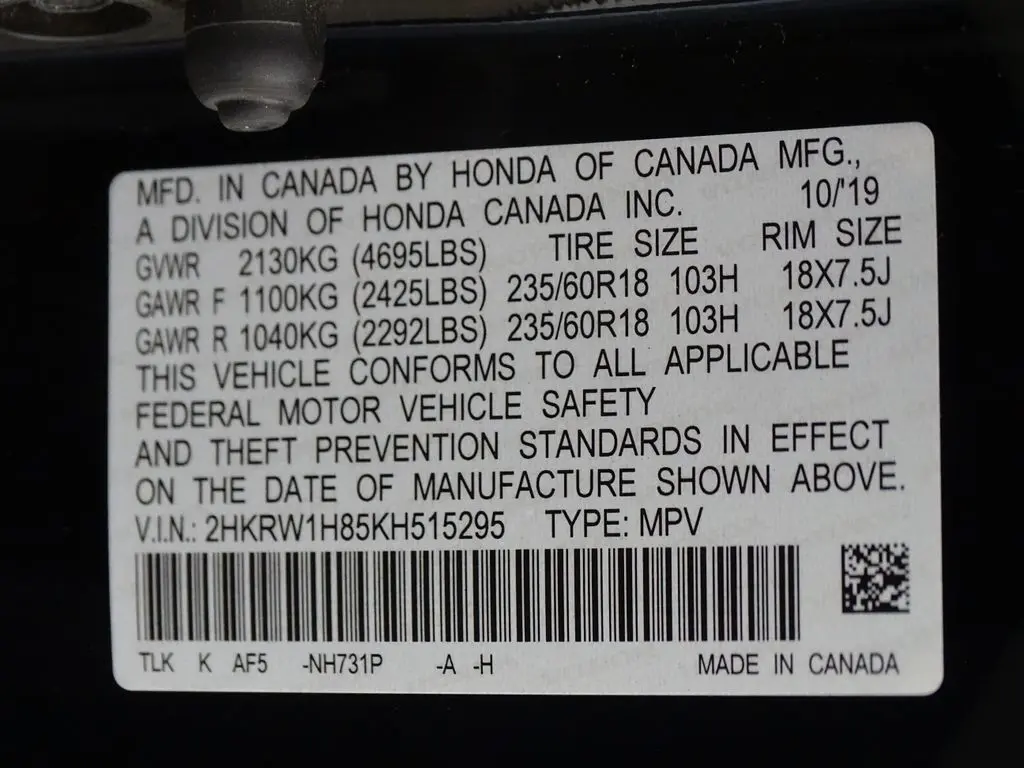 MFD. IN CANADA BY HONDA OF CANADA MFG.,
A DIVISION OF HONDA CANADA INC. 10/'19
GVWR 2130KG (4695LBS) TIRE SIZE RIM SIZE
GAWR F 1100KG (2425LBS) 235/60R18 103H 18X7.5J
GAWR R 1040KG (2292LBS) 235/60R18 103H 18X7.5J
THIS VEHICLE CONFORMS TO ALL APPLICABLE
FEDERAL MOTOR VEHICLE SAFETY
AND THEFT PREVENTION STANDARDS IN EFFECT
ON THE DATE OF MANUFACTURE SHOWN ABOVE.
V.I.N.: 2HKRW1H85KH515295 TYPE: MPV
TLK K AF5 -NH731P -A -H MADE IN CANADA